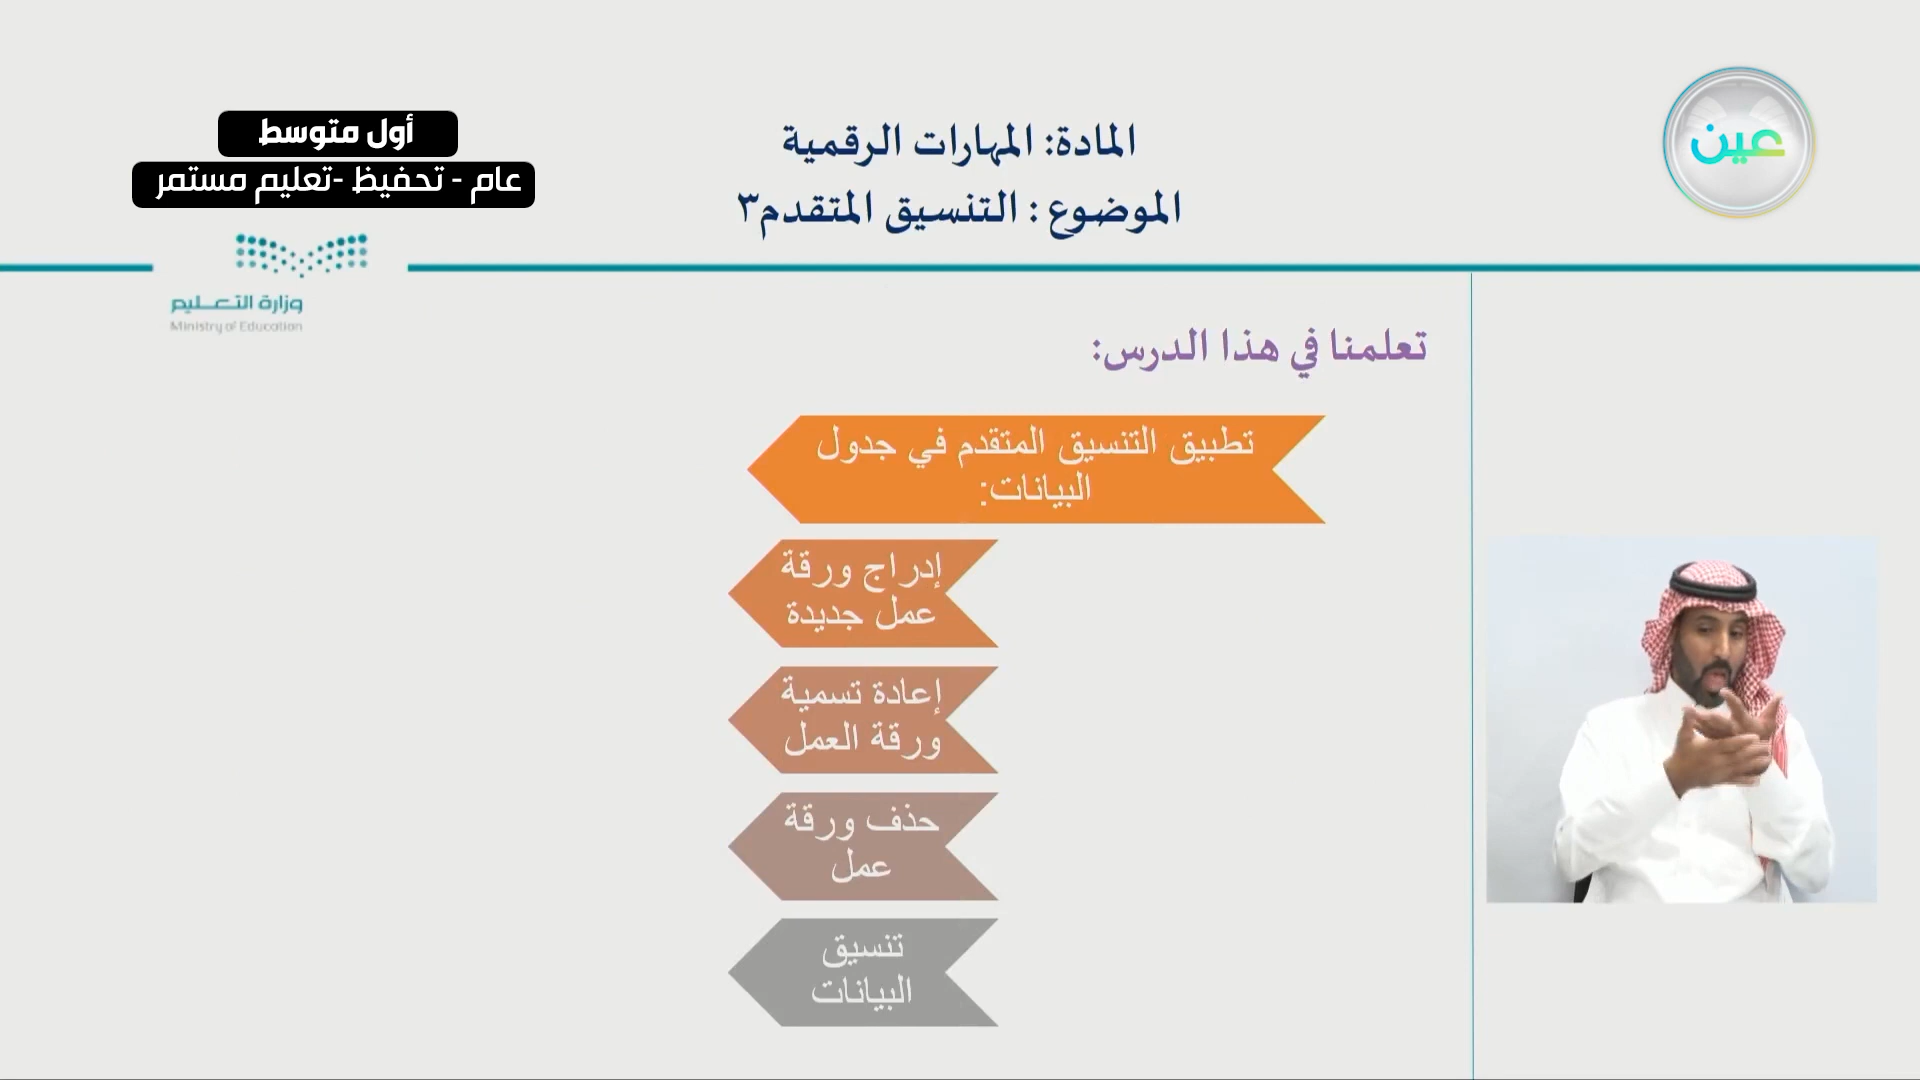 عين
المادة: المهارات الرقمية
الموضوع : التنسيق المتقدم٣
أول متوسط
عام - تحفيظ -تعليم مستمر
وزارة التعليم
Ministry of Education
تعلمنا في هذا الدرس:
تطبيق التنسيق المتقدم في جدول
البيانات:
إدراج ورقة
عمل جديدة
إعادة تسمية
ورقة العمل
حذف ورقة
عمل
تنسيق
البيانات